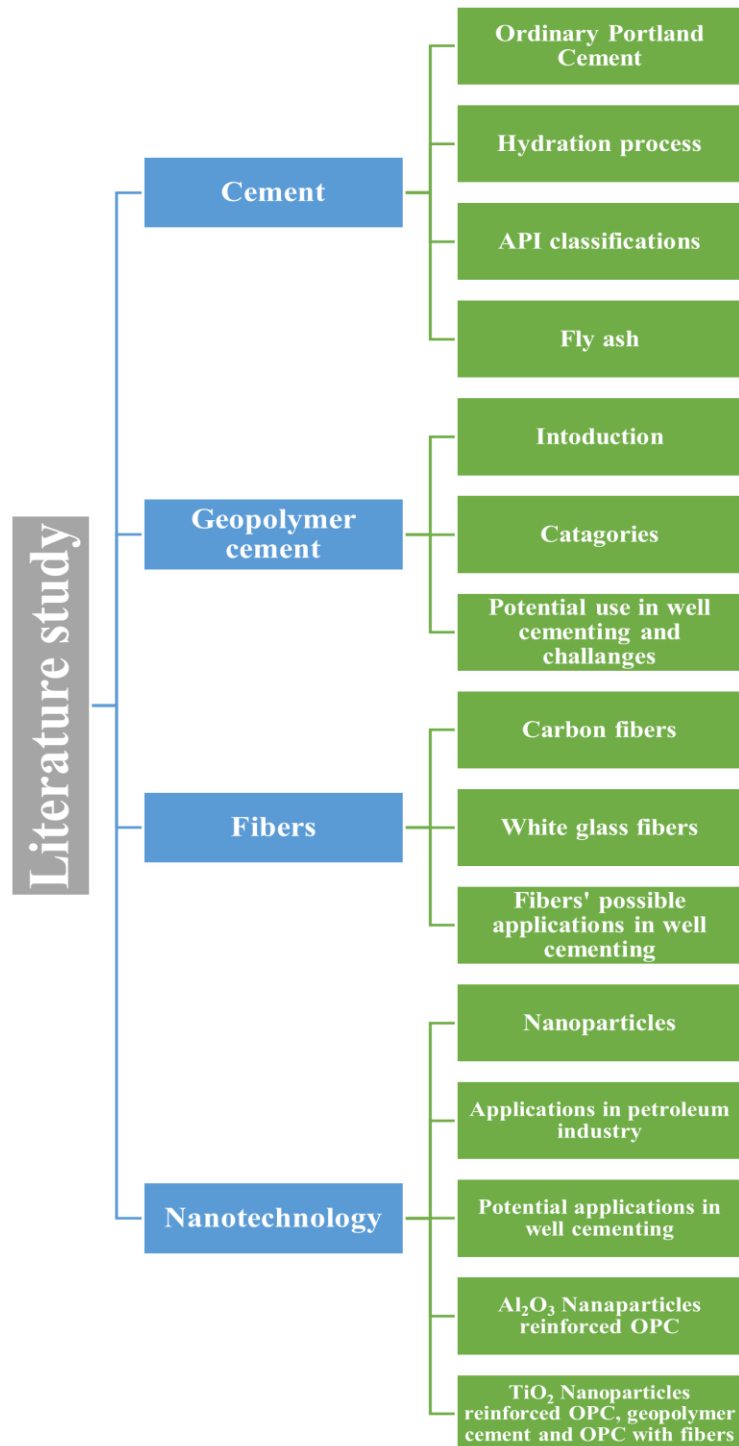 Literature study
Cement
Ordinary Portland
Cement
Hydration process
API classifications
Fly ash
Geopolymer
cement
Intoduction
Catagories
Potential use in well
cementing and
challanges
Fibers
Carbon fibers
White glass fibers
Fibers' possible
applications in well
cementing
Nanotechnology
Nanoparticles
Applications in petroleum
industry
Potential applications in
well cementing
Al₂O₃ Nanaparticles
reinforced OPC
TiO₂ Nanoparticles
reinforced OPC, geopolymer
cement and OPC with fibers